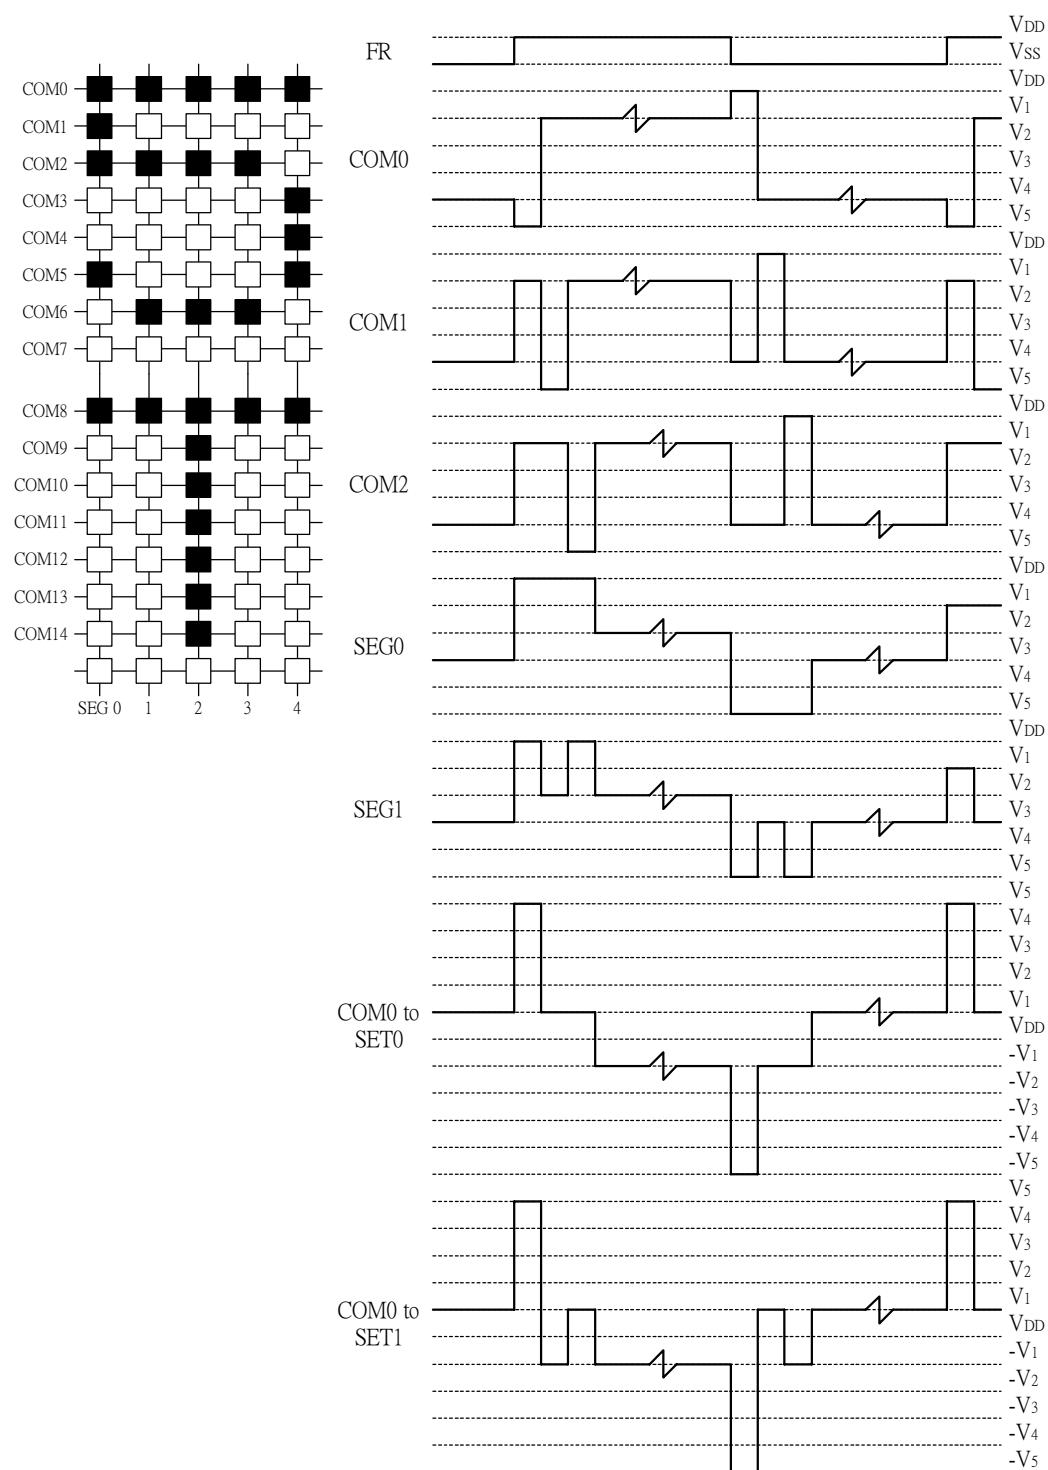 COM0
COM1
COM2
COM3
COM4
COM5
COM6
COM7
COM8
COM9
COM10
COM11
COM12
COM13
COM14
SEG 0 1 2 3 4
FR
VDD
VSS
COM0
VDD
V1
V2
V3
V4
V5
COM1
VDD
V1
V2
V3
V4
V5
COM2
VDD
V1
V2
V3
V4
V5
SEG0
VDD
V1
V2
V3
V4
V5
SEG1
VDD
V1
V2
V3
V4
V5
COM0 to
SET0
V5
V4
V3
V2
V1
VDD
-V1
-V2
-V3
-V4
-V5
COM0 to
SET1
V5
V4
V3
V2
V1
VDD
-V1
-V2
-V3
-V4
-V5